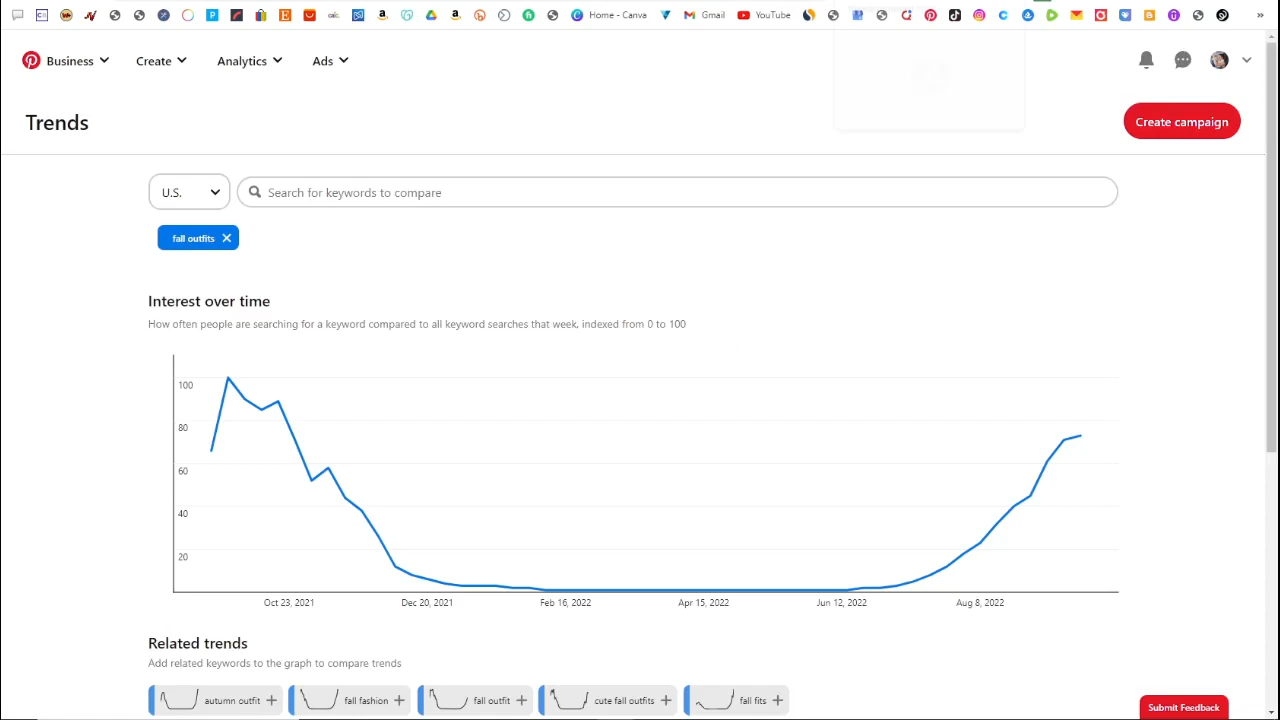 Home - Canva Gmail YouTube
Business Create Analytics Ads
Trends
Create campaign
U.S. Search for keywords to compare
fall outfits
Interest over time
How often people are searching for a keyword compared to all keyword searches that week, indexed from 0 to 100
100
80
60
40
20
Oct 23, 2021 Dec 20, 2021 Feb 16, 2022 Apr 15, 2022 Jun 12, 2022 Aug 8, 2022
Related trends
Add related keywords to the graph to compare trends
autumn outfit + fall fashion + fall outfit + cute fall outfits + fall fits +
Submit Feedback